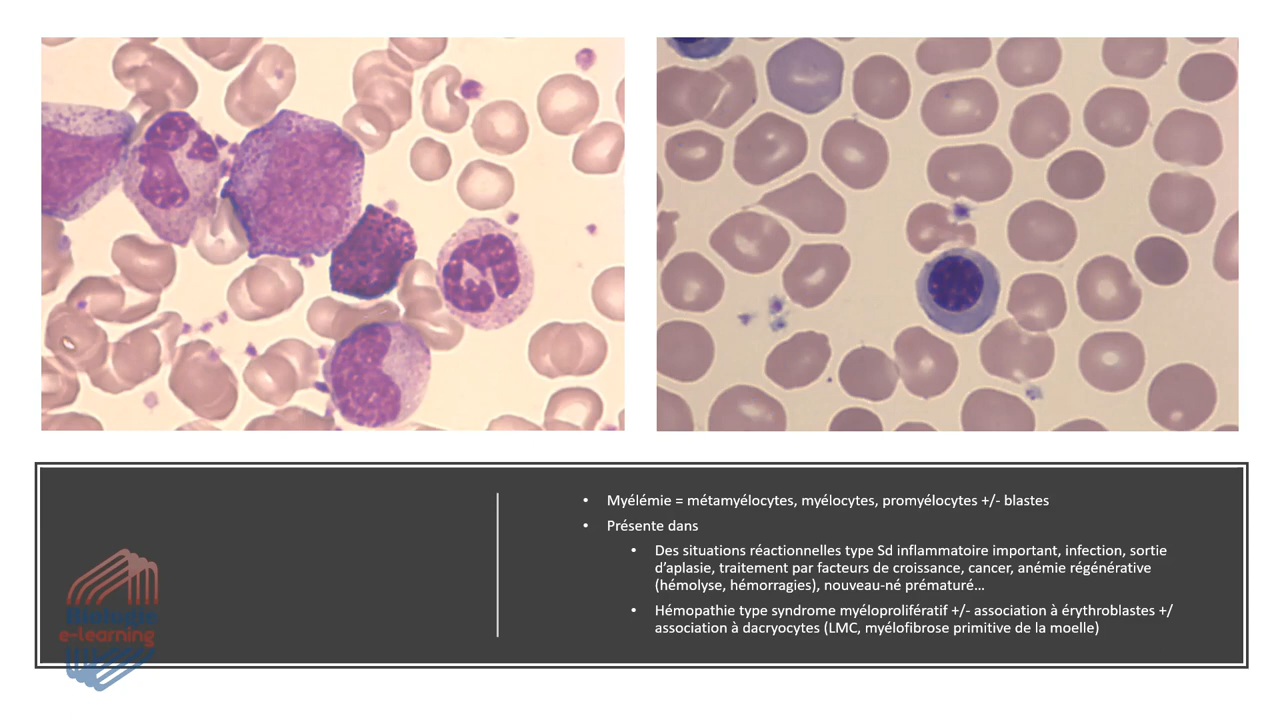 Myélémie = métamyélocytes, myélocytes, promyélocytes +/- blastes
Présente dans
Des situations réactionnelles type Sd inflammatoire important, infection, sortie
d'aplasie, traitement par facteurs de croissance, cancer, anémie régénérative
(hémolyse, hémorragies), nouveau-né prématuré…
Hémopathie type syndrome myéloprolifératif +/- association à érythroblastes +/
association à dacryocytes (LMC, myélofibrose primitive de la moelle)
Biologie
e-learning